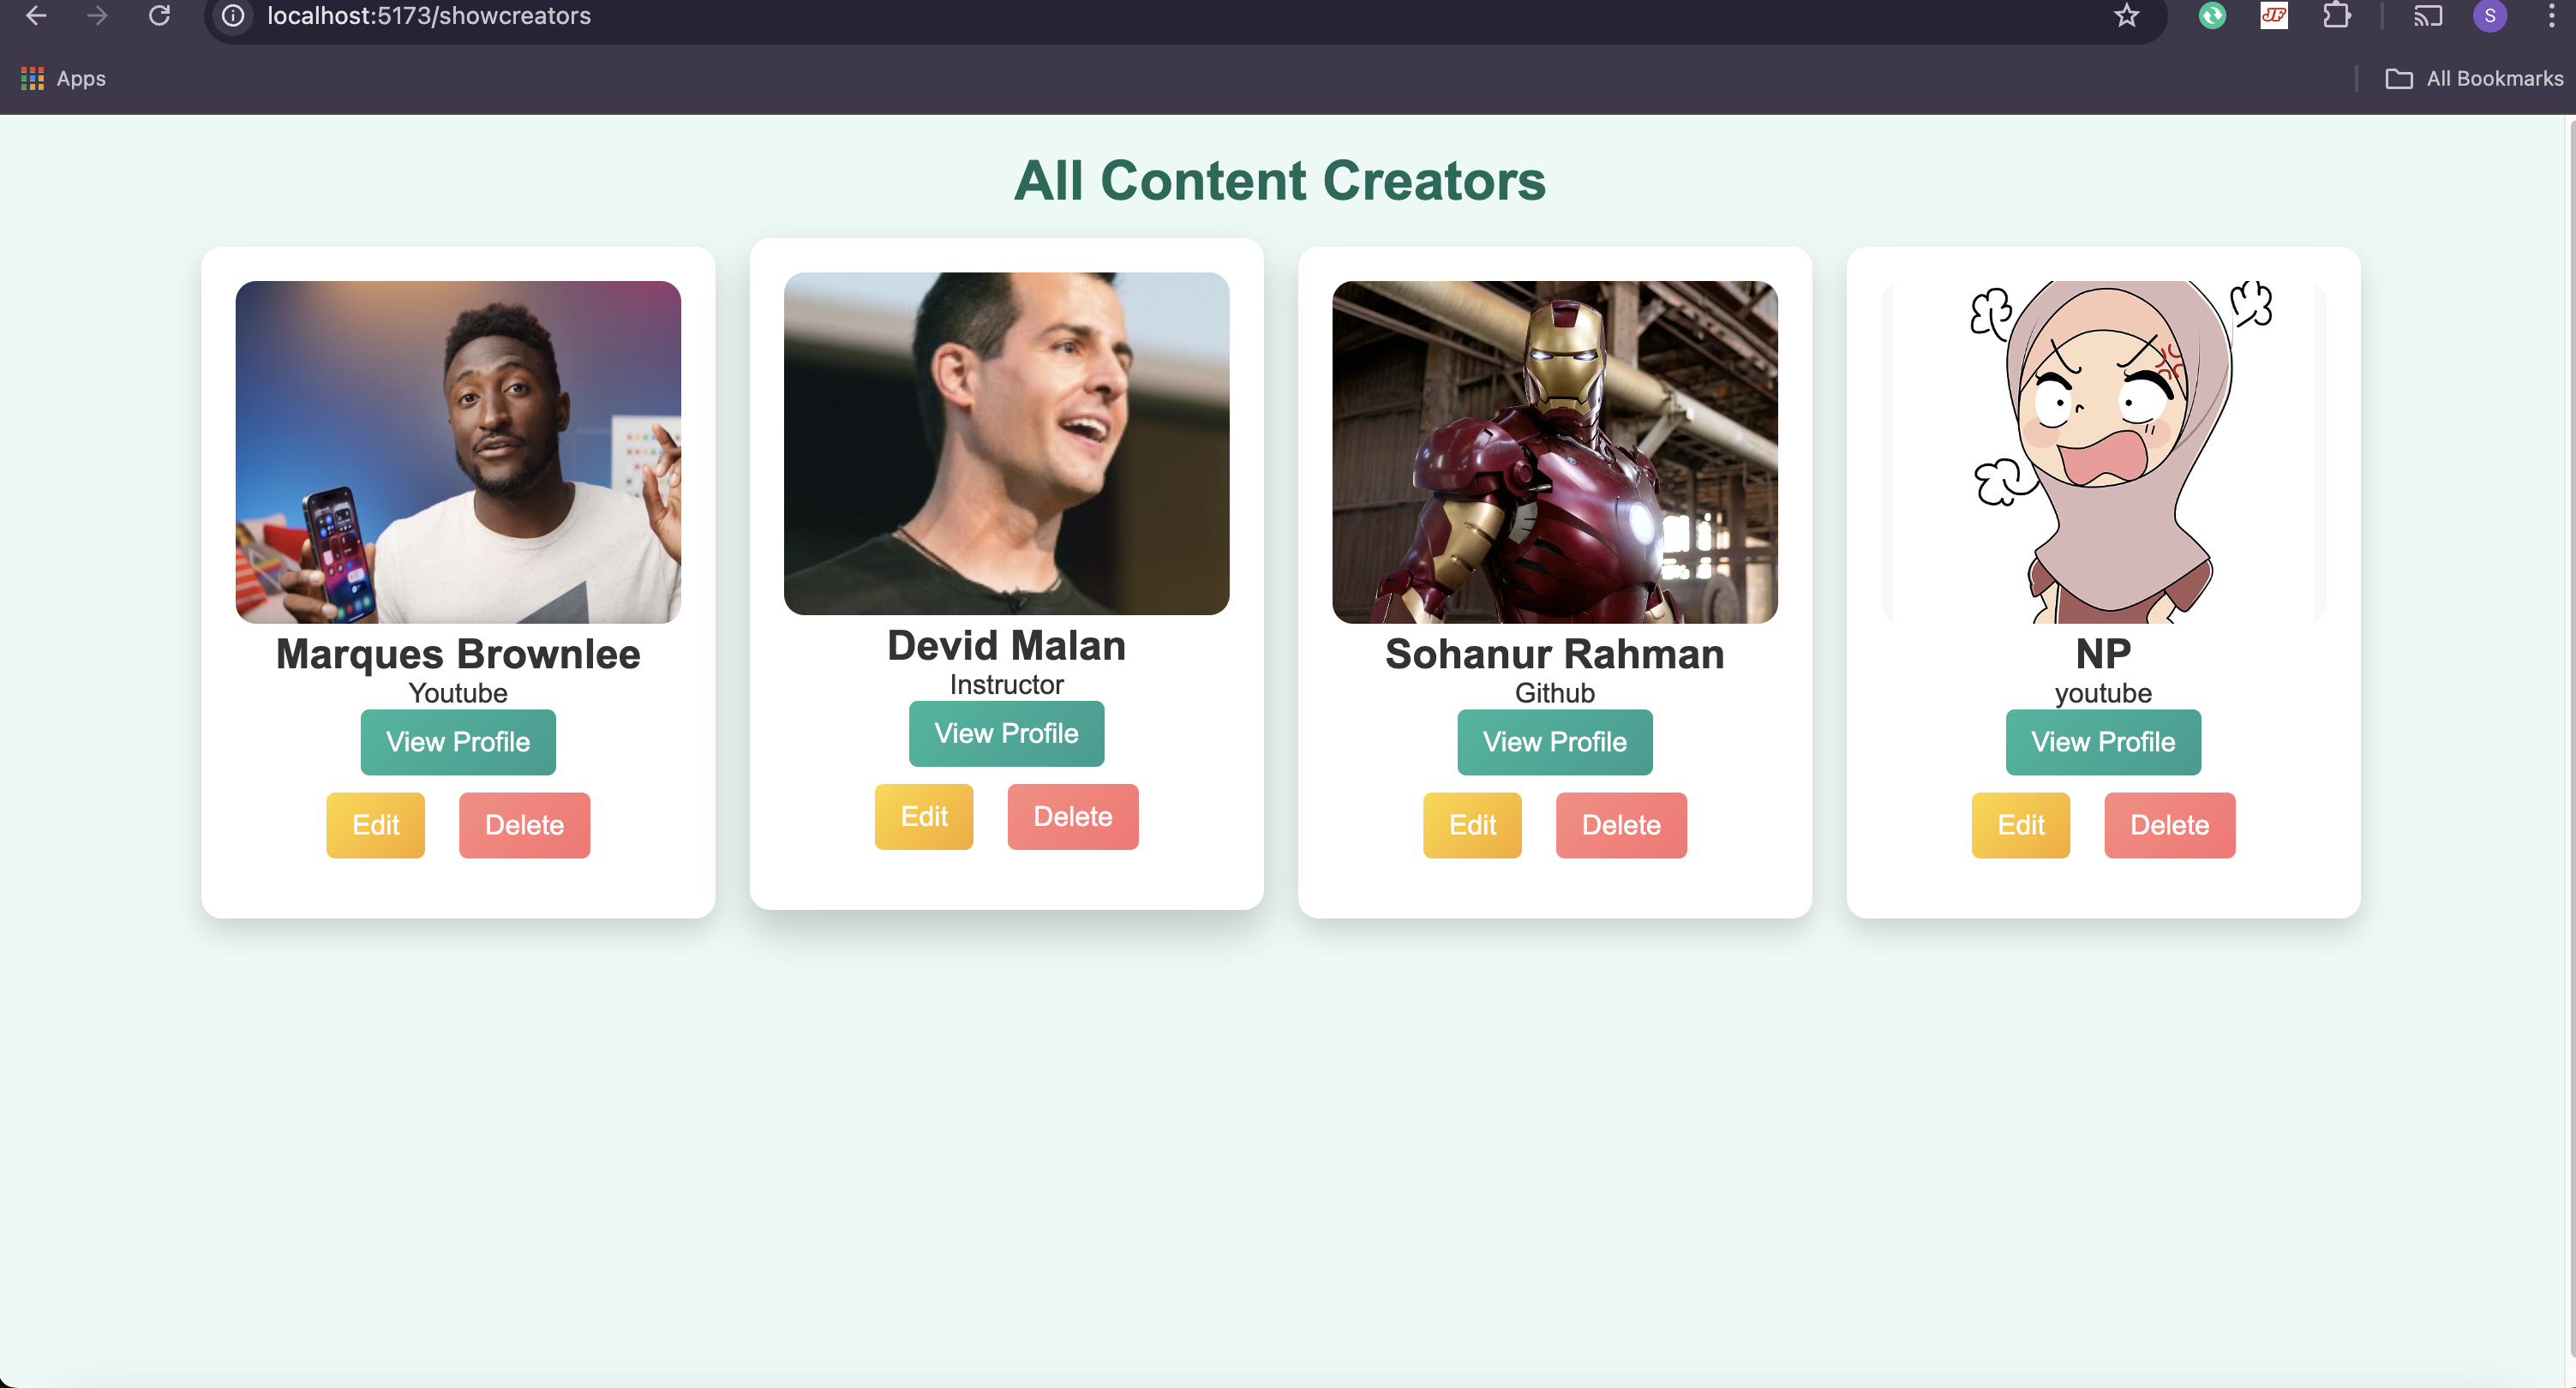 localhost:5173/showcreators
JF
S
Apps
All Bookmarks
All Content Creators
Marques Brownlee
Youtube
View Profile
Edit Delete
Devid Malan
Instructor
View Profile
Edit Delete
Sohanur Rahman
Github
View Profile
Edit Delete
NP
youtube
View Profile
Edit Delete